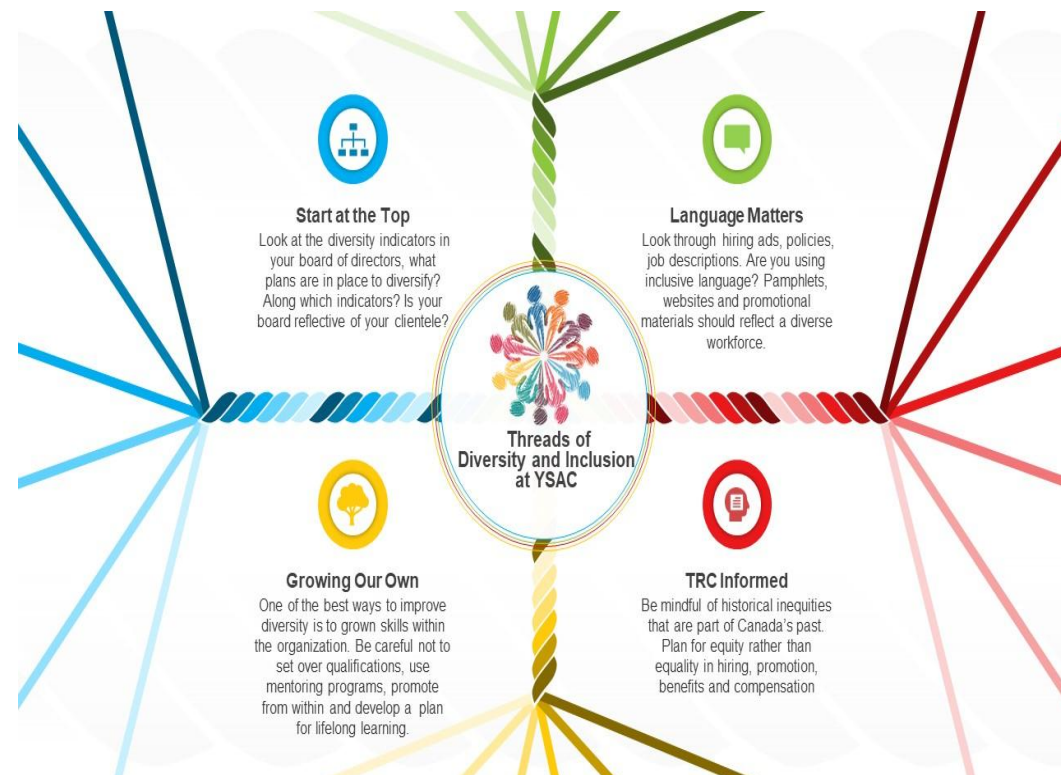 Start at the Top
Look at the diversity indicators in
your board of directors, what
plans are in place to diversify?
Along which indicators? Is your
board reflective of your clientele?
Language Matters
Look through hiring ads, policies,
job descriptions. Are you using
inclusive language? Pamphlets,
websites and promotional
materials should reflect a diverse
workforce.
Threads of
Diversity and Inclusion
at YSAC
Growing Our Own
One of the best ways to improve
diversity is to grown skills within
the organization. Be careful not to
set over qualifications, use
mentoring programs, promote
from within and develop a plan
for lifelong learning.
TRC Informed
Be mindful of historical inequities
that are part of Canada's past.
Plan for equity rather than
equality in hiring, promotion,
benefits and compensation